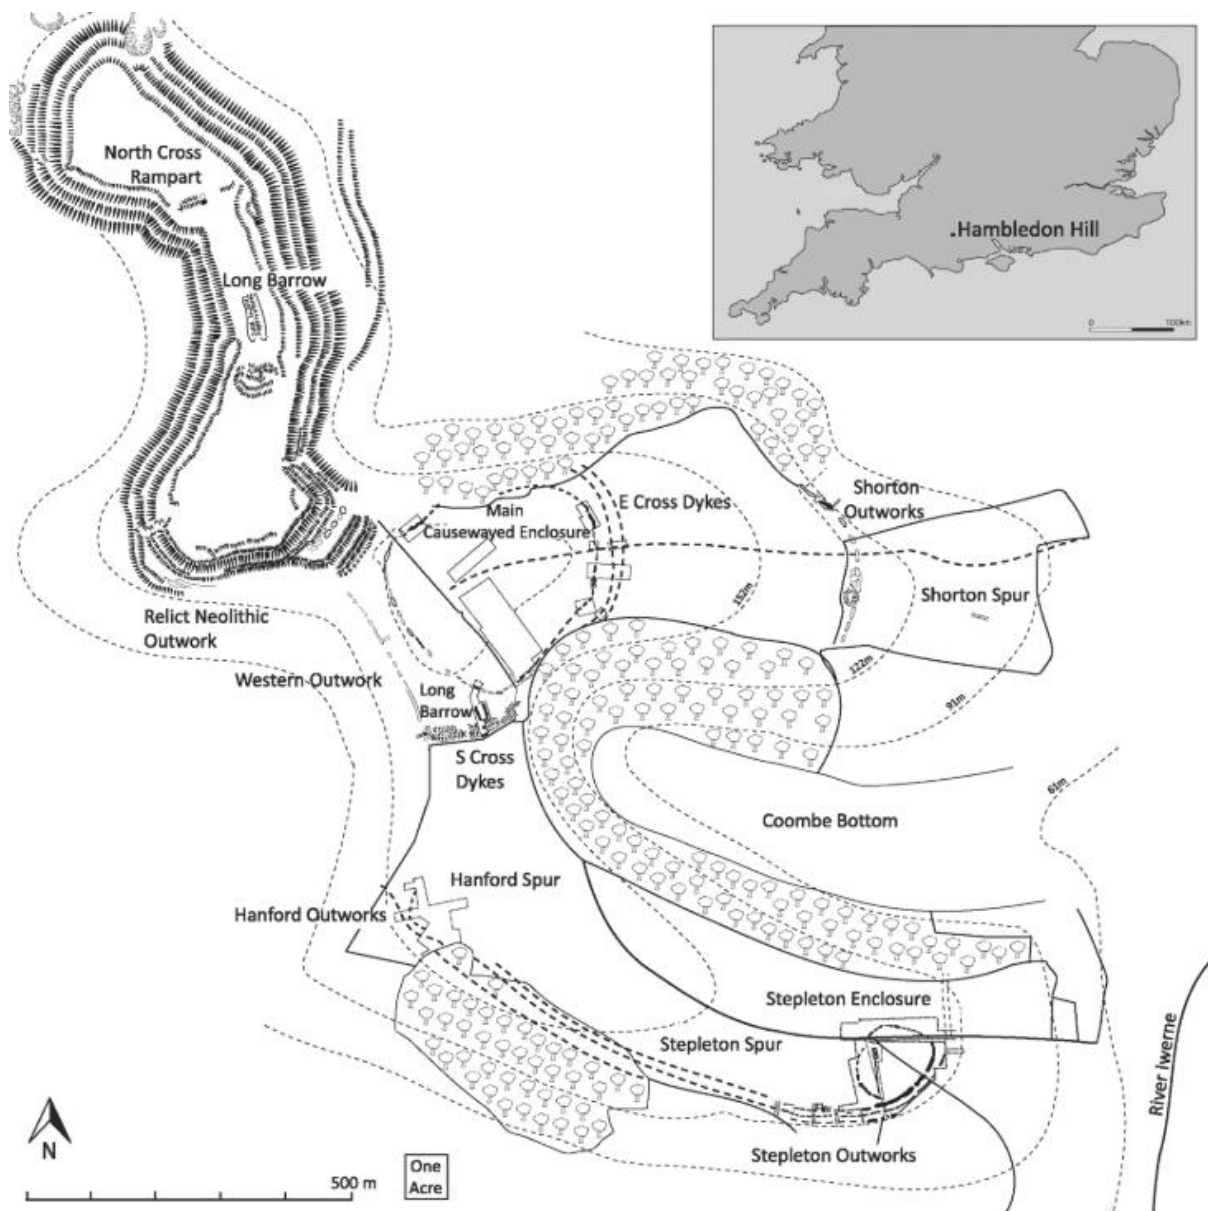 North Cross
Rampart
Long Barrow
Hambledon Hill
0 100km
Main
Causewayed Enclosure
E Cross Dykes
Shorton
Outworks
152m
Shorton Spur
Relict Neolithic
Outwork
122m
Western Outwork
Long
Barrow
91m
S Cross
Dykes
61m
Coombe Bottom
Hanford Spur
Hanford Outworks
Stepleton Enclosure
Stepleton Spur
River Iwerne
Stepleton Outworks
N
One
Acre
500 m